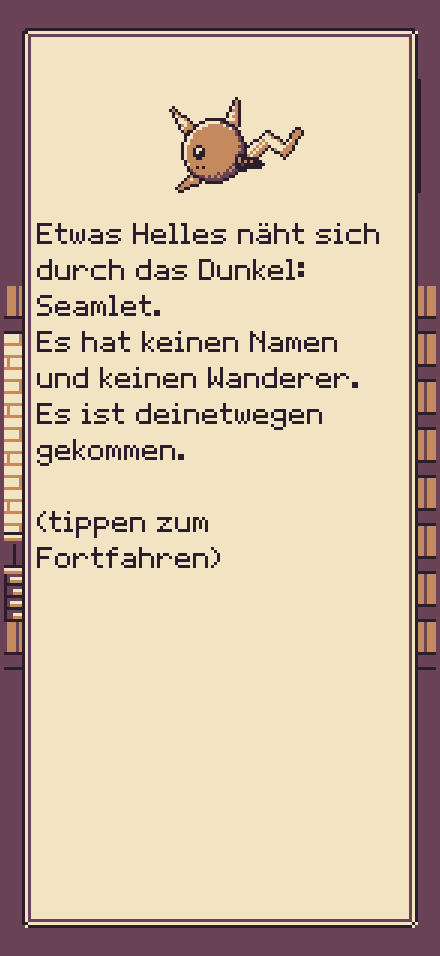 Etwas Helles näht sich
durch das Dunkel:
Seamlet.
Es hat keinen Namen
und keinen Wanderer.
Es ist deinetwegen
gekommen.
(tippen zum
Fortfahren)